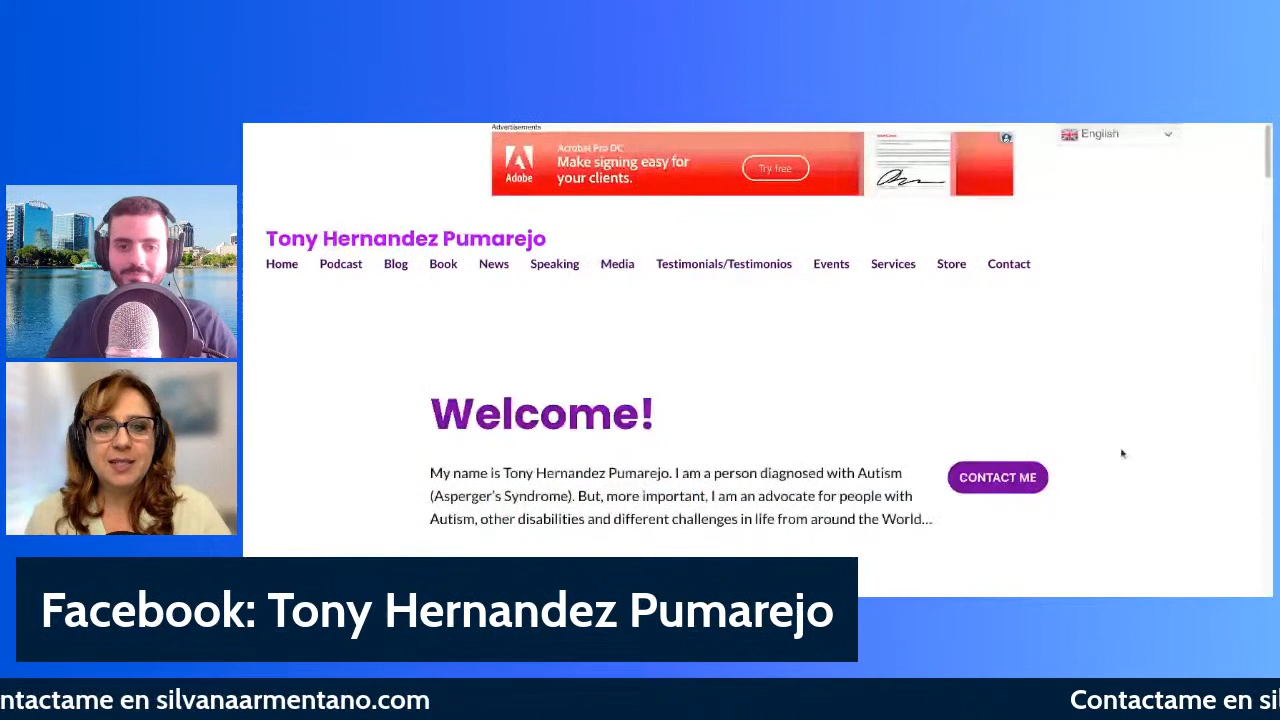 Advertisements
Adobe
Acrobat Pro DC
Make signing easy for
your clients.
Try free
English
Tony Hernandez Pumarejo
Home Podcast Blog Book News Speaking Media Testimonials/Testimonios Events Services Store Contact
Welcome!
My name is Tony Hernandez Pumarejo. I am a person diagnosed with Autism
(Asperger's Syndrome). But, more important, I am an advocate for people with
Autism, other disabilities and different challenges in life from around the World...
CONTACT ME
Facebook: Tony Hernandez Pumarejo
ntactame en silvanaarmentano.com
Contactame en sil